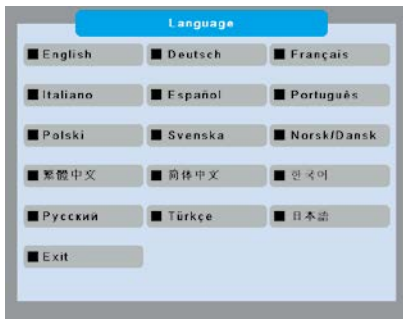 Language
English Deutsch Français
Italiano Español Português
Polski Svenska Norsk/Dansk
繁體中文 简体中文 한국어
Русский Türkçe 日本語
Exit